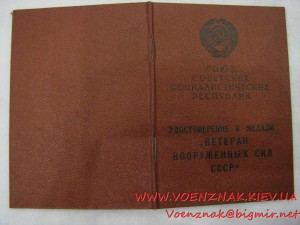 СОЮЗ
СОВЕТСКИХ
СОЦИАЛИСТИЧЕСКИХ
РЕСПУБЛИК
УДОСТОВЕРЕНИЕ К МЕДАЛИ
„ВЕТЕРАН
ВООРУЖЕННЫХ СИЛ
СССР"
WWW.VOENZNAK.KIEV.UA
Voenznak@bigmir.net